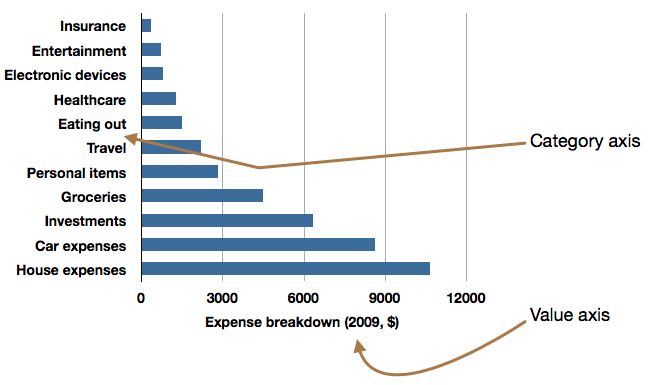 Insurance
Entertainment
Electronic devices
Healthcare
Eating out
Travel
Personal items
Groceries
Investments
Car expenses
House expenses
0 3000 6000 9000 12000
Expense breakdown (2009, $)
Category axis
Value axis